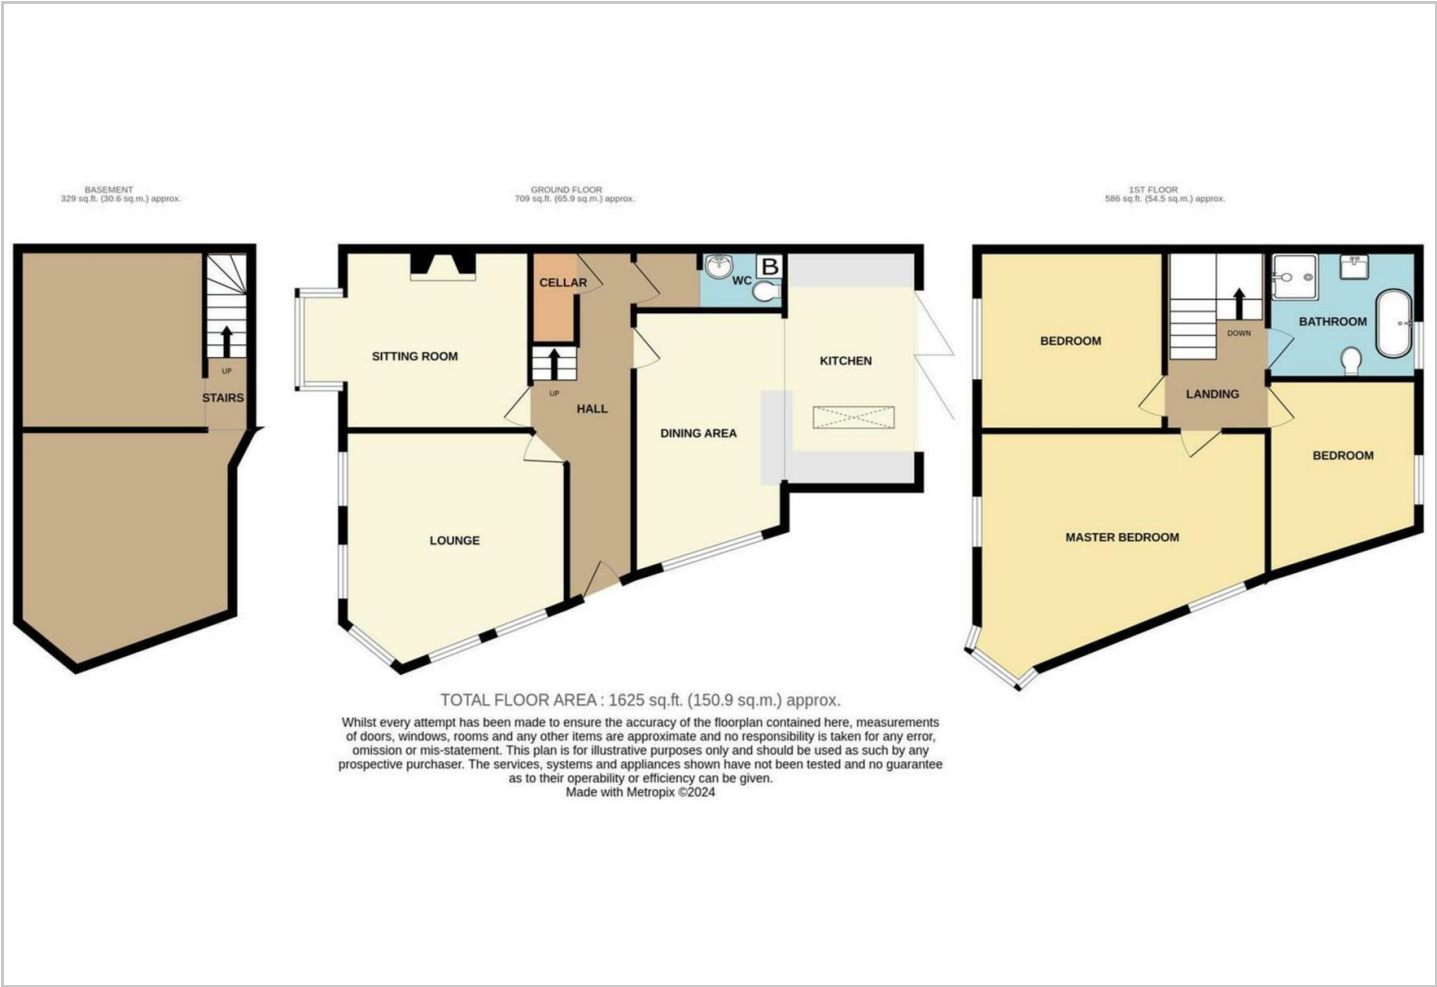 BASEMENT
329 sq.ft. (30.6 sq.m.) approx.
GROUND FLOOR
709 sq.ft. (65.9 sq.m.) approx.
1ST FLOOR
586 sq.ft. (54.5 sq.m.) approx.
UP
STAIRS
CELLAR
WC
B
SITTING ROOM
KITCHEN
UP
HALL
DINING AREA
LOUNGE
BEDROOM
DOWN
BATHROOM
LANDING
BEDROOM
MASTER BEDROOM
TOTAL FLOOR AREA : 1625 sq.ft. (150.9 sq.m.) approx.
Whilst every attempt has been made to ensure the accuracy of the floorplan contained here, measurements
of doors, windows, rooms and any other items are approximate and no responsibility is taken for any error,
omission or mis-statement. This plan is for illustrative purposes only and should be used as such by any
prospective purchaser. The services, systems and appliances shown have not been tested and no guarantee
as to their operability or efficiency can be given.
Made with Metropix ©2024